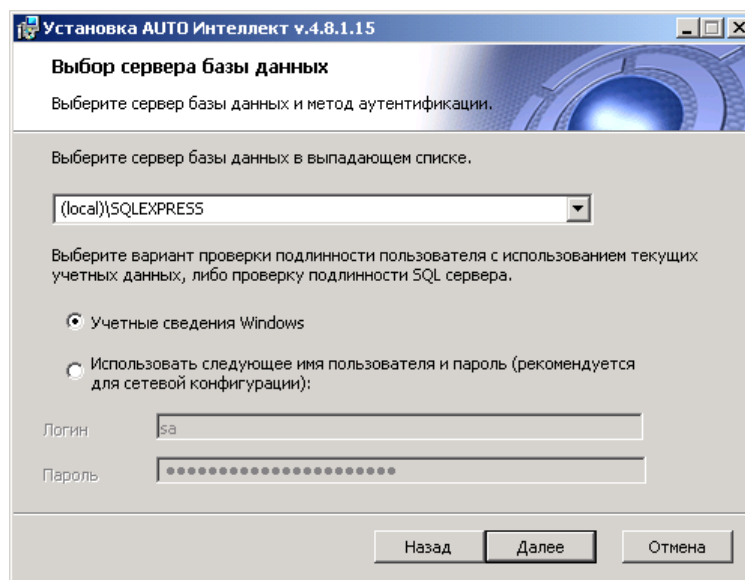 Установка AUTO Интеллект v.4.8.1.15
Выбор сервера базы данных
Выберите сервер базы данных и метод аутентификации.
Выберите сервер базы данных в выпадающем списке.
(local)\SQLEXPRESS
Выберите вариант проверки подлинности пользователя с использованием текущих
учетных данных, либо проверку подлинности SQL сервера.
Учетные сведения Windows
Использовать следующее имя пользователя и пароль (рекомендуется
для сетевой конфигурации):
Логин
sa
Пароль
●●●●●●●●●●●●●●●●●●●●●●
Назад
Далее
Отмена